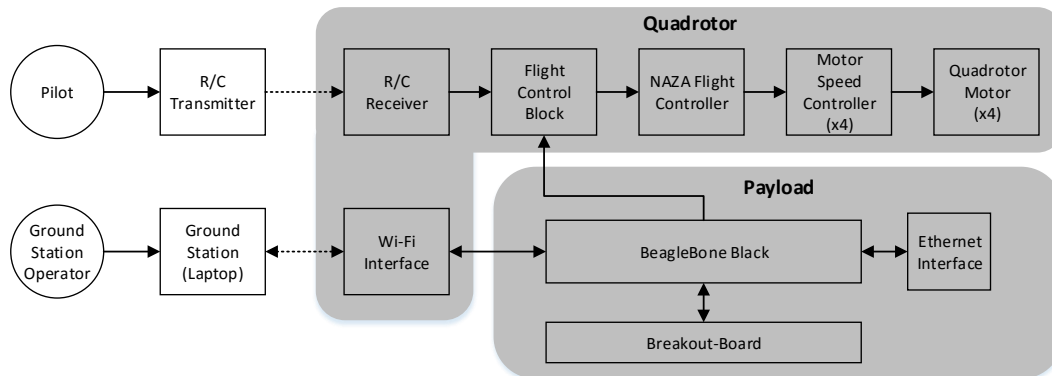 Quadrotor
Pilot
R/C
Transmitter
R/C
Receiver
Flight
Control
Block
NAZA Flight
Controller
Motor
Speed
Controller
(x4)
Quadrotor
Motor
(x4)
Payload
Ground
Station
Operator
Ground
Station
(Laptop)
Wi-Fi
Interface
BeagleBone Black
Ethernet
Interface
Breakout-Board